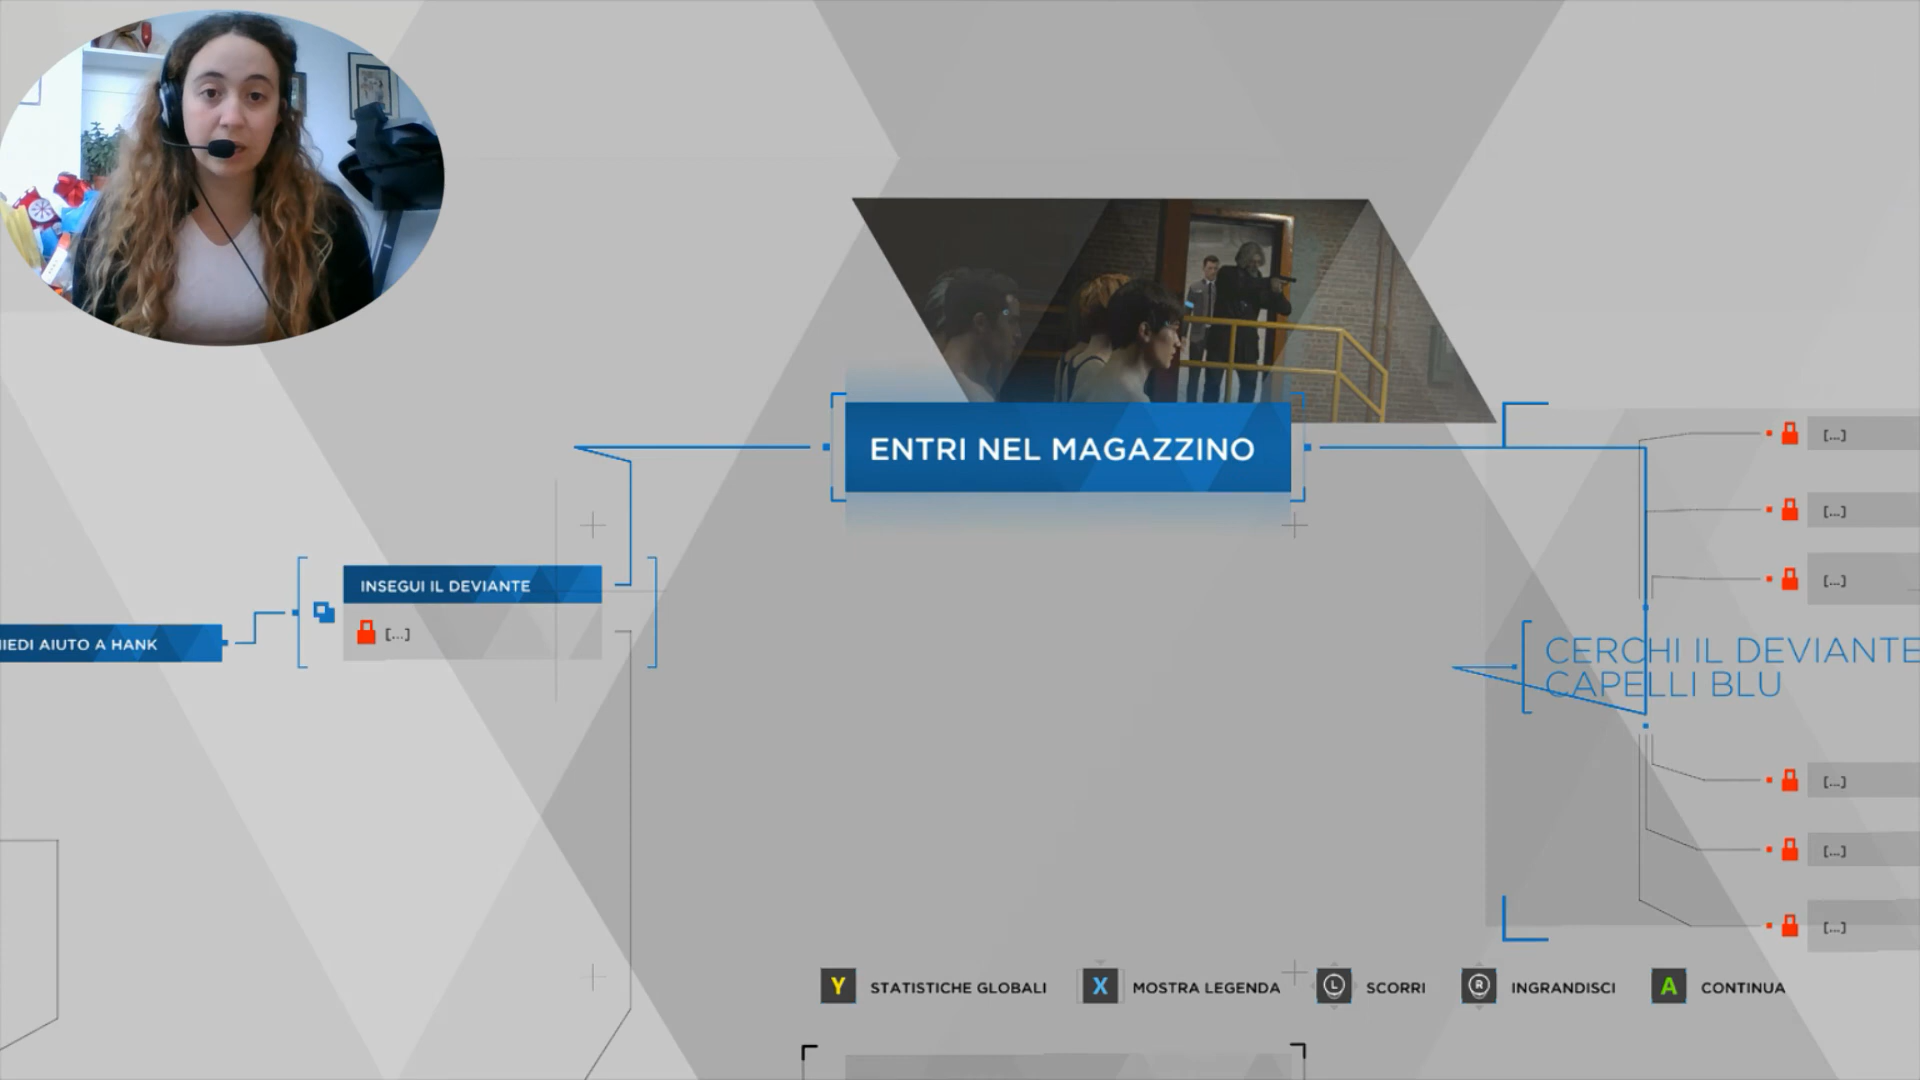 ENTRI NEL MAGAZZINO
[...]
[...]
[...]
INSEGUI IL DEVIANTE
[...]
IEDI AIUTO A HANK
CERCHI IL DEVIANTE
CAPELLI BLU
[...]
[...]
[...]
Y STATISTICHE GLOBALI X MOSTRA LEGENDA L SCORRI R INGRANDISCI A CONTINUA